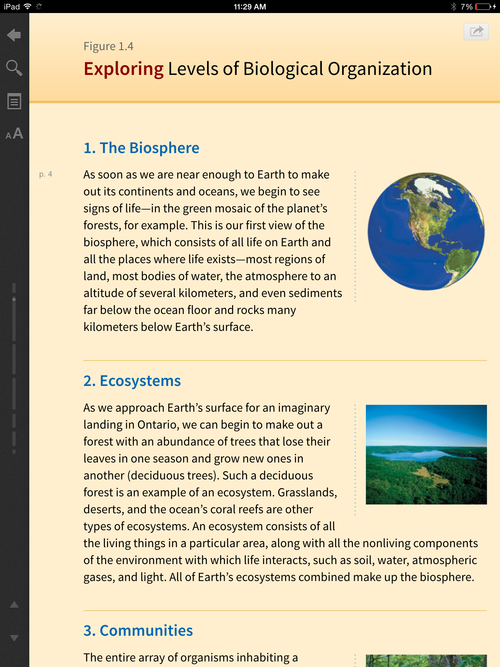 iPad 11:29 AM 7%
Figure 1.4
Exploring Levels of Biological Organization
AA
1. The Biosphere
p. 4
As soon as we are near enough to Earth to make
out its continents and oceans, we begin to see
signs of life—in the green mosaic of the planet's
forests, for example. This is our first view of the
biosphere, which consists of all life on Earth and
all the places where life exists—most regions of
land, most bodies of water, the atmosphere to an
altitude of several kilometers, and even sediments
far below the ocean floor and rocks many
kilometers below Earth's surface.
2. Ecosystems
As we approach Earth's surface for an imaginary
landing in Ontario, we can begin to make out a
forest with an abundance of trees that lose their
leaves in one season and grow new ones in
another (deciduous trees). Such a deciduous
forest is an example of an ecosystem. Grasslands,
deserts, and the ocean's coral reefs are other
types of ecosystems. An ecosystem consists of all
the living things in a particular area, along with all the nonliving components
of the environment with which life interacts, such as soil, water, atmospheric
gases, and light. All of Earth's ecosystems combined make up the biosphere.
3. Communities
The entire array of organisms inhabiting a